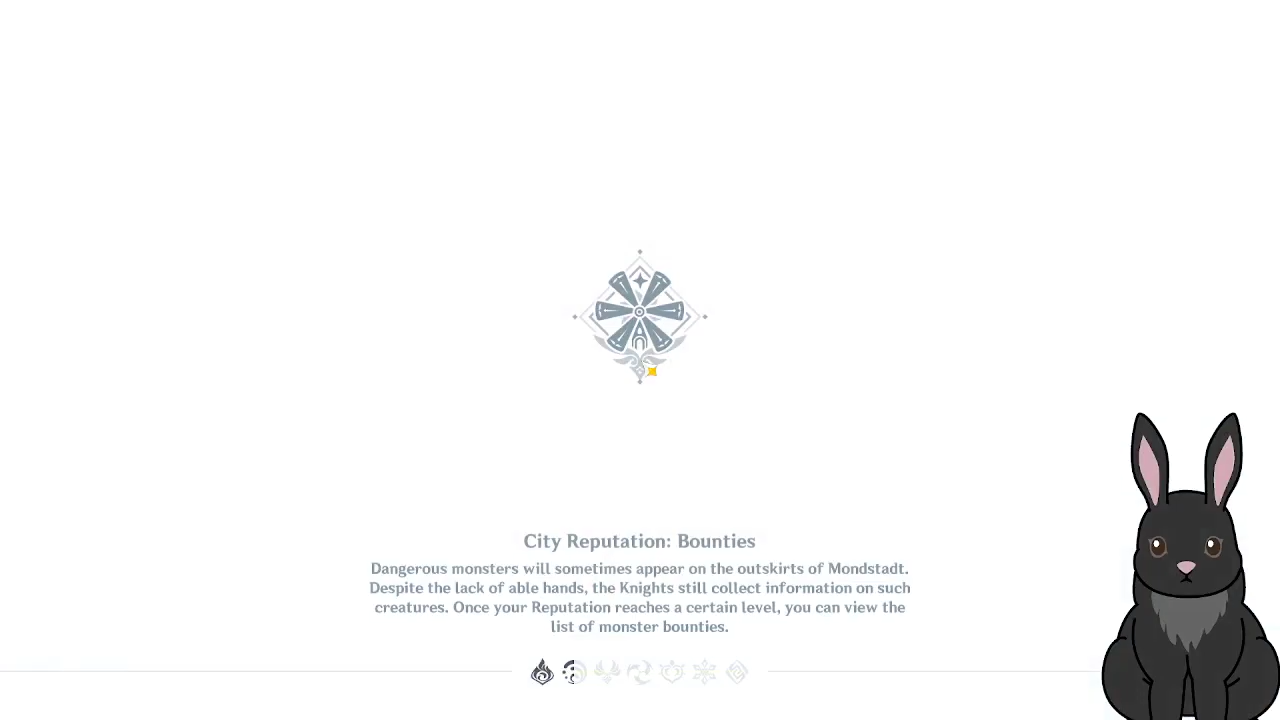 City Reputation: Bounties
Dangerous monsters will sometimes appear on the outskirts of Mondstadt.
Despite the lack of able hands, the Knights still collect information on such
creatures. Once your Reputation reaches a certain level, you can view the
list of monster bounties.